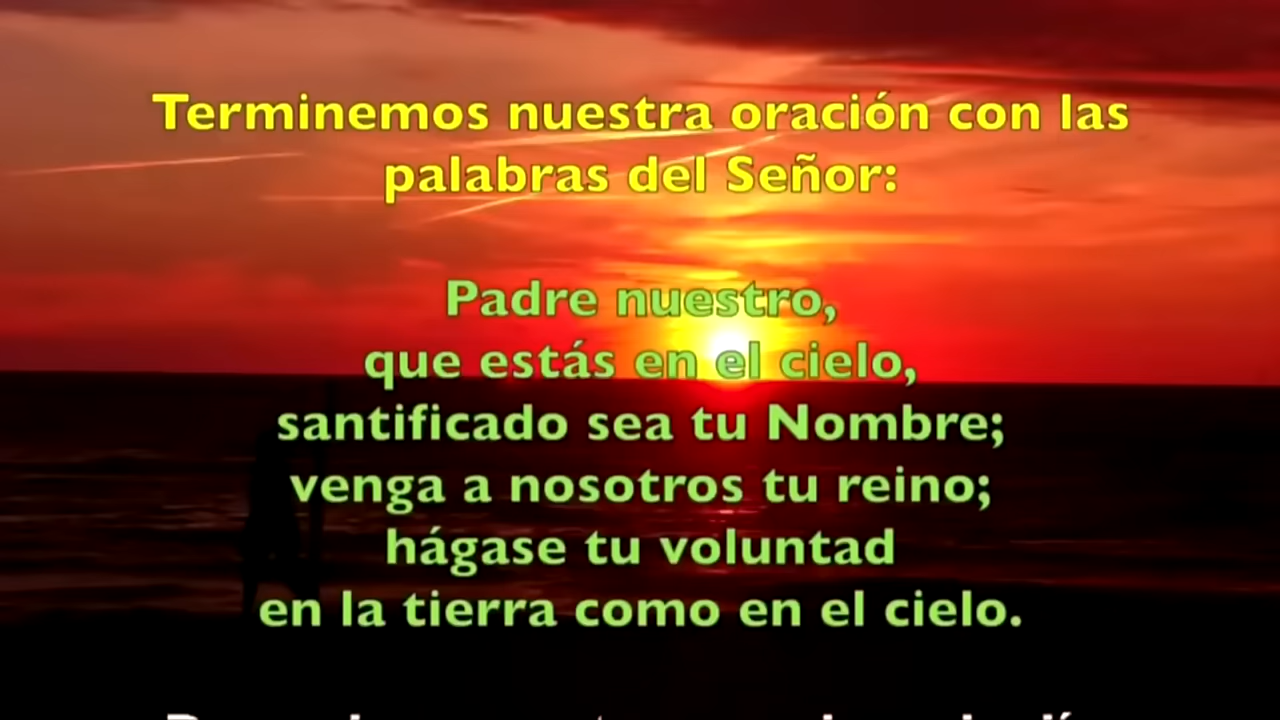 Terminemos nuestra oración con las
palabras del Señor:
Padre nuestro,
que estás en el cielo,
santificado sea tu Nombre;
venga a nosotros tu reino;
hágase tu voluntad
en la tierra como en el cielo.